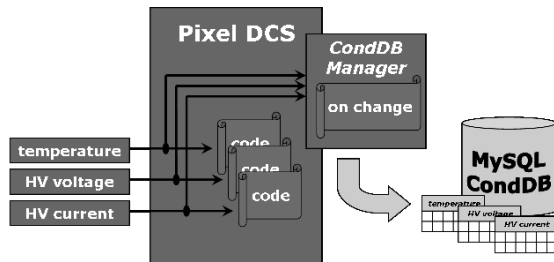 Pixel DCS
CondDB
Manager
on change
temperature
HV voltage
HV current
code
code
code
MySQL
CondDB
temperature
HV voltage
HV current